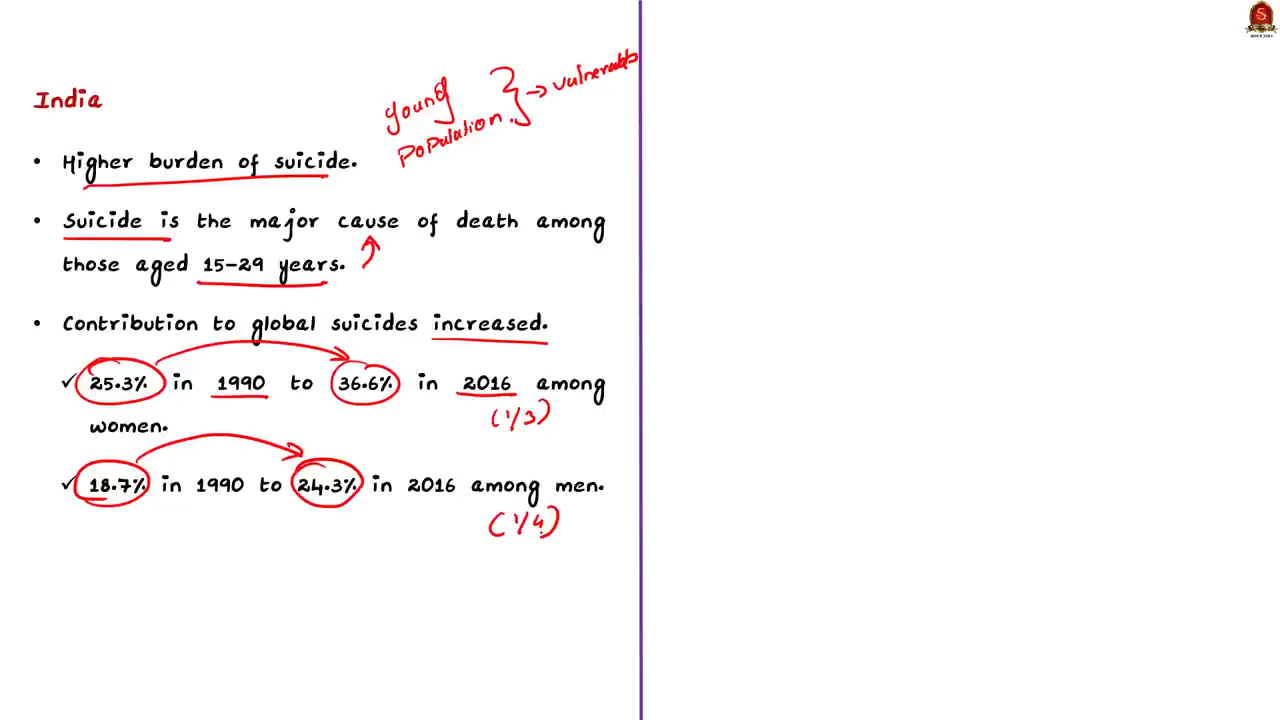 India
young
population.
→ vulnerable
• Higher burden of suicide.
• Suicide is the major cause of death among
those aged 15-29 years.
• Contribution to global suicides increased.
✓ 25.3% in 1990 to 36.6% in 2016 among
(1/3)
women.
✓ 18.7% in 1990 to 24.3% in 2016 among men.
(1/4)
S